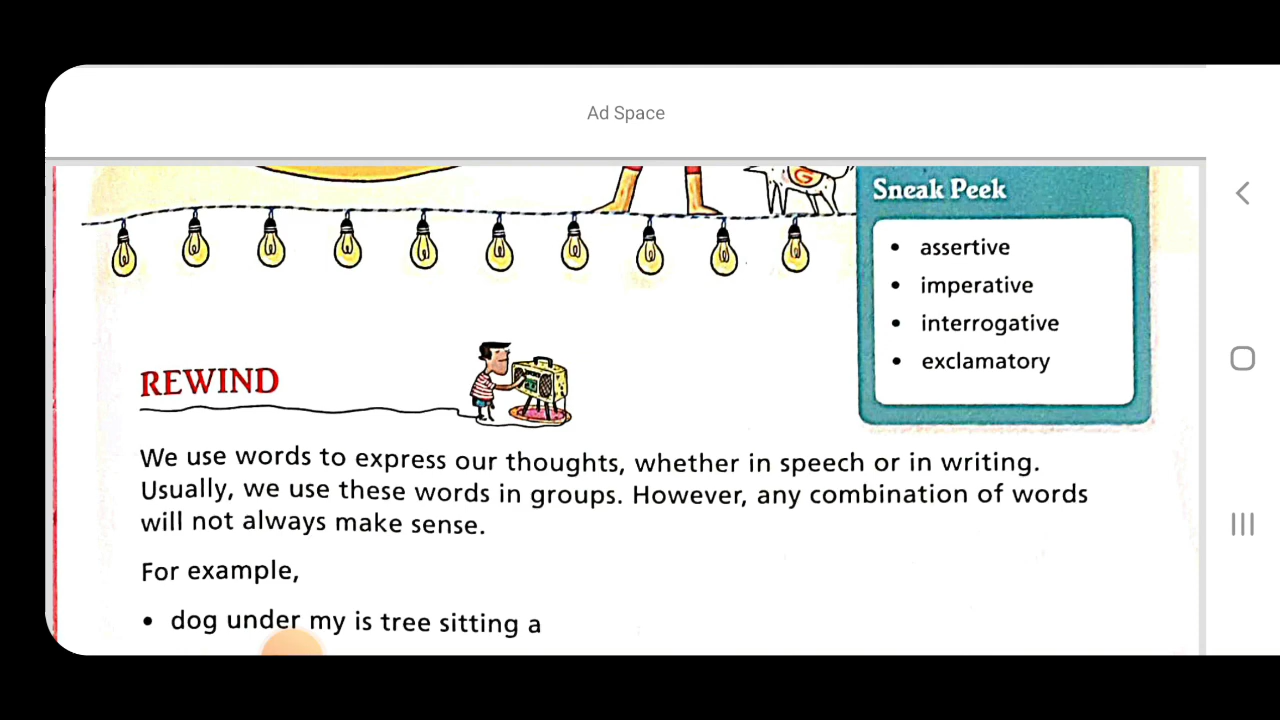 Ad Space
G
Sneak Peek
• assertive
• imperative
• interrogative
• exclamatory
REWIND
We use words to express our thoughts, whether in speech or in writing.
Usually, we use these words in groups. However, any combination of words
will not always make sense.
For example,
• dog under my is tree sitting a